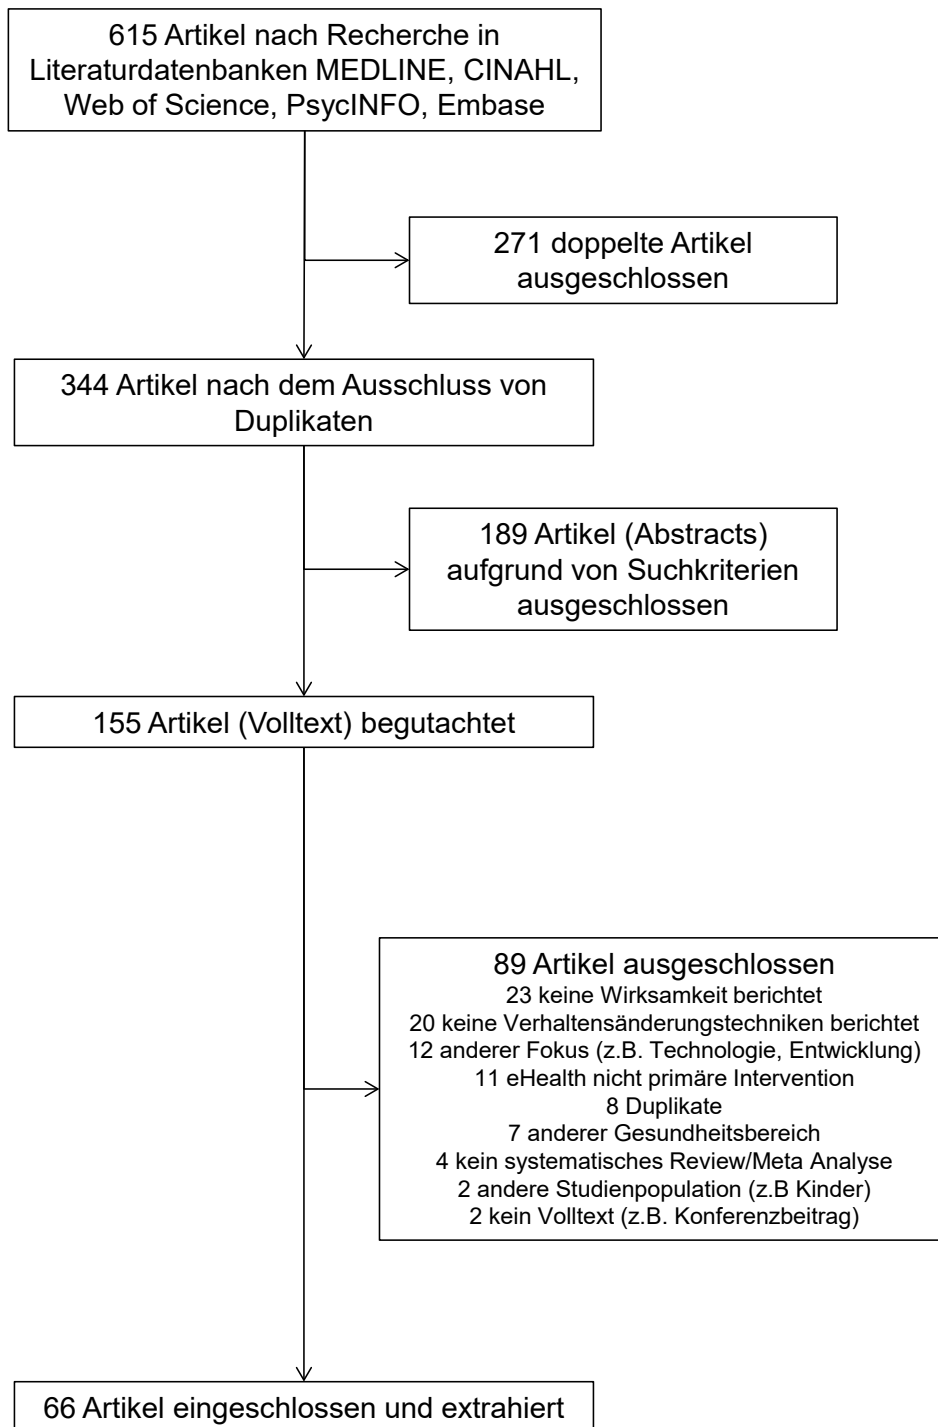 615 Artikel nach Recherche in
Literaturdatenbanken MEDLINE, CINAHL,
Web of Science, PsycINFO, Embase
271 doppelte Artikel
ausgeschlossen
344 Artikel nach dem Ausschluss von
Duplikaten
189 Artikel (Abstracts)
aufgrund von Suchkriterien
ausgeschlossen
155 Artikel (Volltext) begutachtet
89 Artikel ausgeschlossen
23 keine Wirksamkeit berichtet
20 keine Verhaltensänderungstechniken berichtet
12 anderer Fokus (z.B. Technologie, Entwicklung)
11 eHealth nicht primäre Intervention
8 Duplikate
7 anderer Gesundheitsbereich
4 kein systematisches Review/Meta Analyse
2 andere Studienpopulation (z.B Kinder)
2 kein Volltext (z.B. Konferenzbeitrag)
66 Artikel eingeschlossen und extrahiert